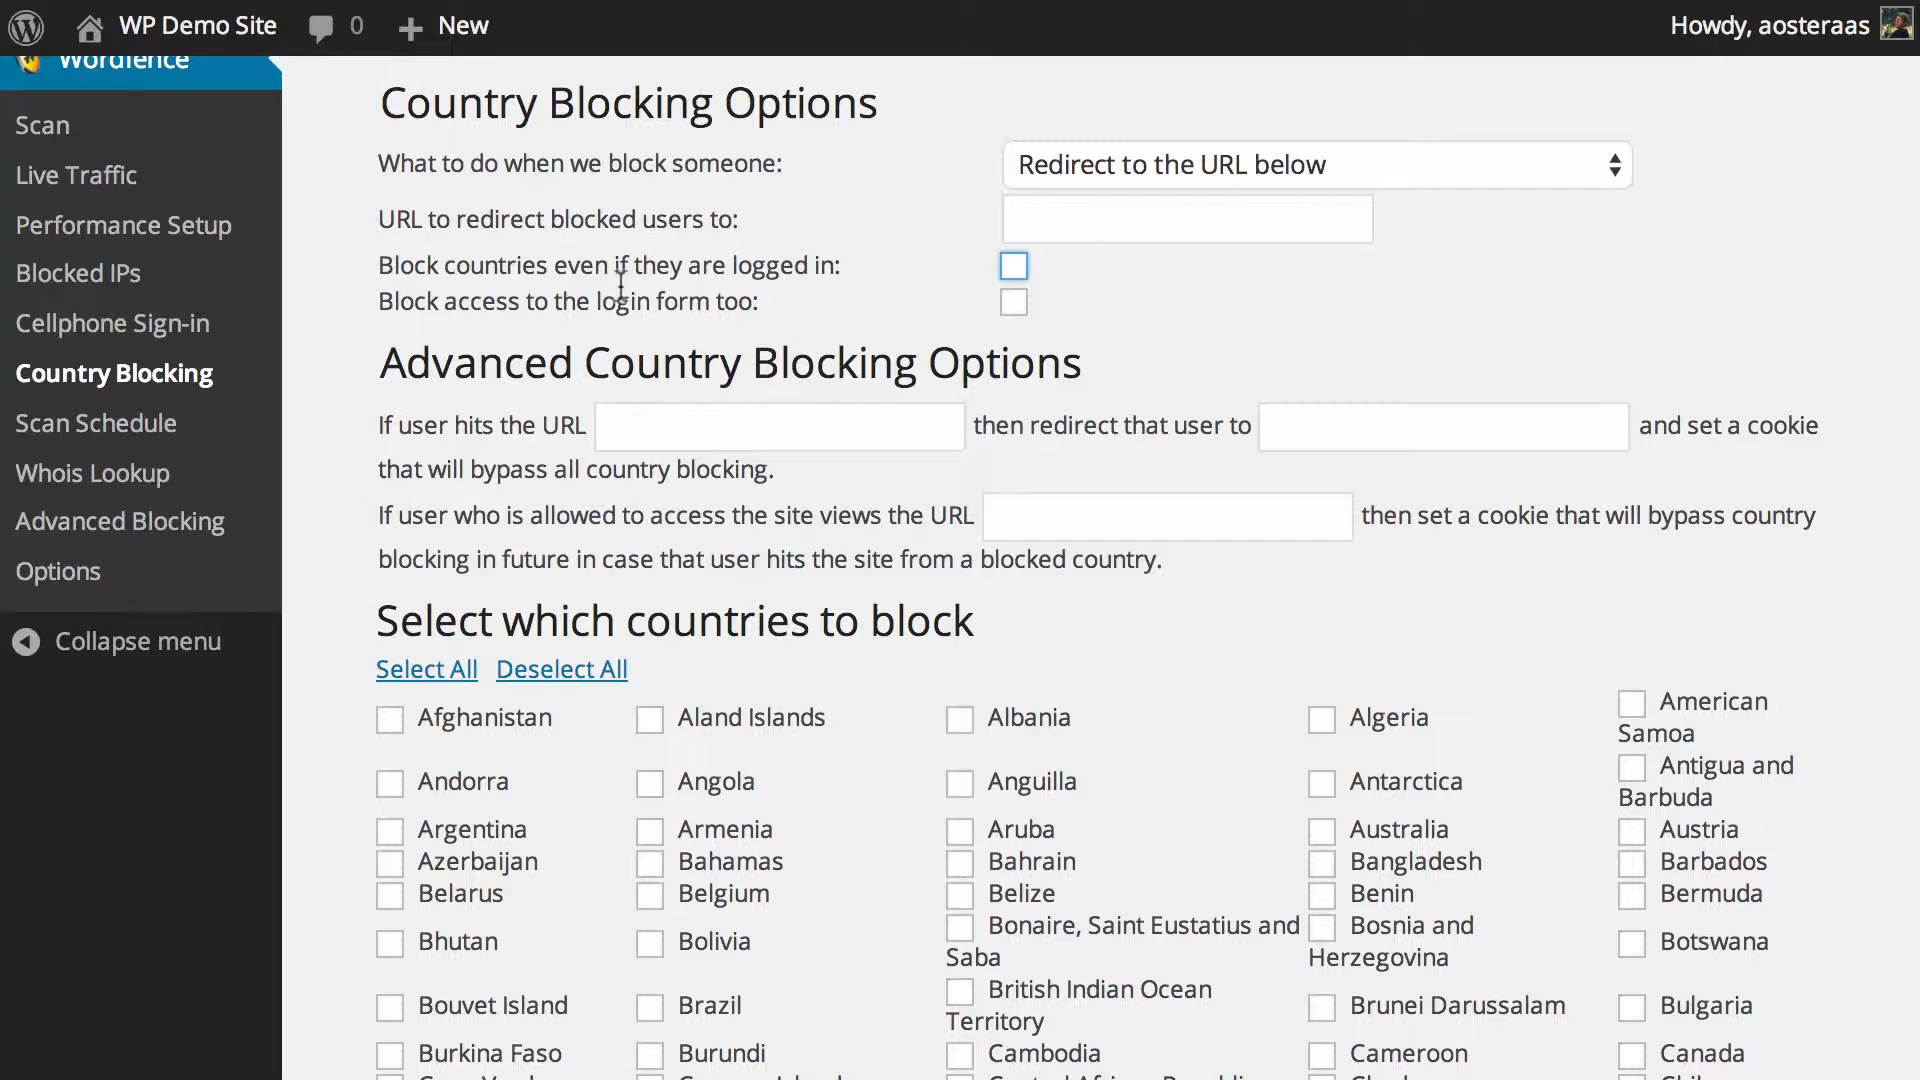 WP Demo Site 0 New Howdy, aosteraas
Wordfence
Scan
Live Traffic
Performance Setup
Blocked IPs
Cellphone Sign-in
Country Blocking
Scan Schedule
Whois Lookup
Advanced Blocking
Options
Collapse menu
Country Blocking Options
What to do when we block someone: Redirect to the URL below
URL to redirect blocked users to:
Block countries even if they are logged in:
Block access to the login form too:
Advanced Country Blocking Options
If user hits the URL then redirect that user to and set a cookie
that will bypass all country blocking.
If user who is allowed to access the site views the URL then set a cookie that will bypass country
blocking in future in case that user hits the site from a blocked country.
Select which countries to block
Select All Deselect All
Afghanistan Aland Islands Albania Algeria American
Samoa
Andorra Angola Anguilla Antarctica Antigua and
Barbuda
Argentina Armenia Aruba Australia Austria
Azerbaijan Bahamas Bahrain Bangladesh Barbados
Belarus Belgium Belize Benin Bermuda
Bhutan Bolivia Bonaire, Saint Eustatius and Bosnia and Botswana
Saba Herzegovina
Bouvet Island Brazil British Indian Ocean Brunei Darussalam Bulgaria
Territory
Burkina Faso Burundi Cambodia Cameroon Canada